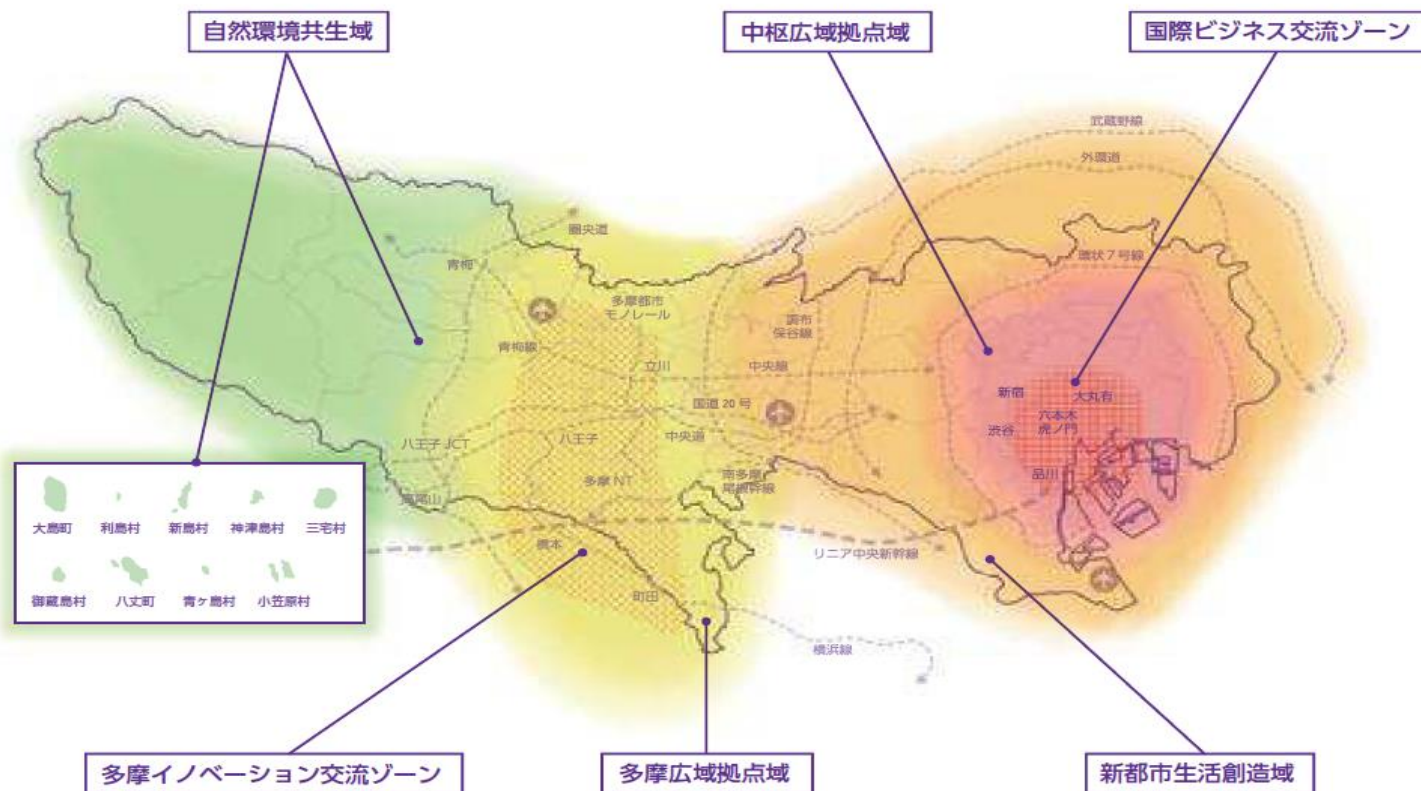 自然環境共生域
中枢広域拠点域
国際ビジネス交流ゾーン
武蔵野線
外環道
圏央道
環状7号線
青梅
多摩都市
モノレール
調布
保谷線
青梅線
立川
中央線
新宿
大丸有
国道20号
六本木
虎ノ門
渋谷
八王子JCT
八王子
中央道
品川
南多摩
尾根幹線
多摩NT
高尾山
大島町
利島村
新島村
神津島村
三宅村
橋本
リニア中央新幹線
御蔵島村
八丈町
青ヶ島村
小笠原村
町田
横浜線
多摩イノベーション交流ゾーン
多摩広域拠点域
新都市生活創造域